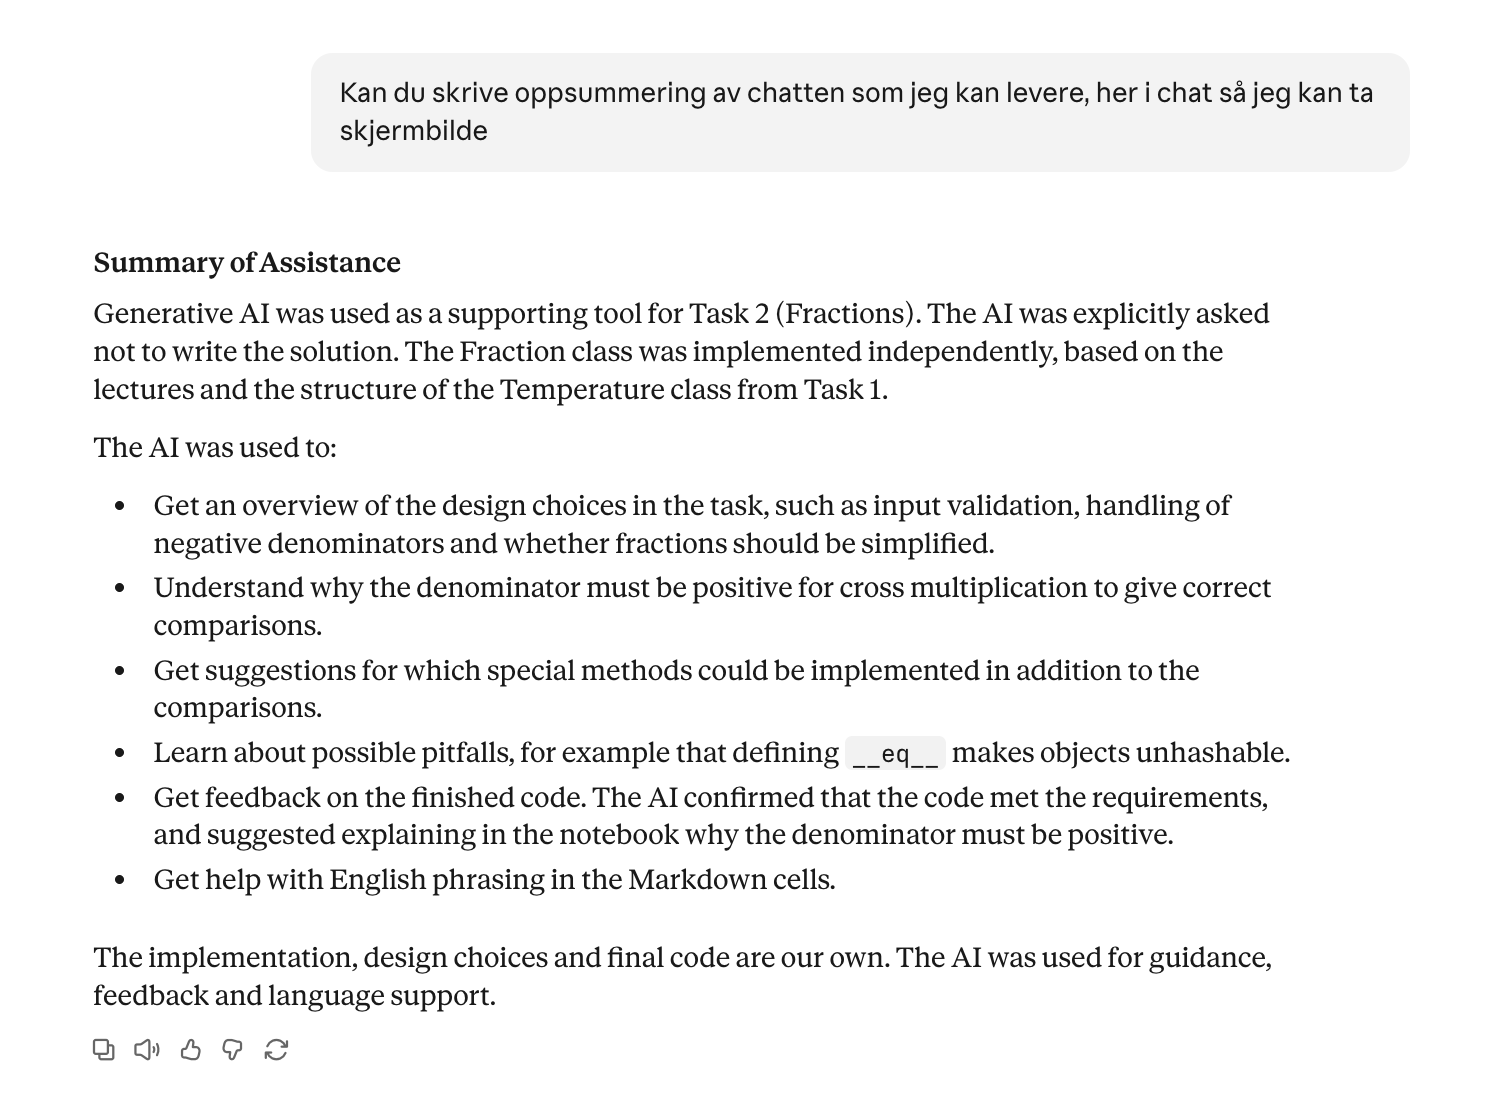 Kan du skrive oppsummering av chatten som jeg kan levere, her i chat så jeg kan ta
skjermbilde
Summary of Assistance
Generative AI was used as a supporting tool for Task 2 (Fractions). The AI was explicitly asked
not to write the solution. The Fraction class was implemented independently, based on the
lectures and the structure of the Temperature class from Task 1.
The AI was used to:
• Get an overview of the design choices in the task, such as input validation, handling of
negative denominators and whether fractions should be simplified.
• Understand why the denominator must be positive for cross multiplication to give correct
comparisons.
• Get suggestions for which special methods could be implemented in addition to the
comparisons.
• Learn about possible pitfalls, for example that defining __eq__ makes objects unhashable.
• Get feedback on the finished code. The AI confirmed that the code met the requirements,
and suggested explaining in the notebook why the denominator must be positive.
• Get help with English phrasing in the Markdown cells.
The implementation, design choices and final code are our own. The AI was used for guidance,
feedback and language support.